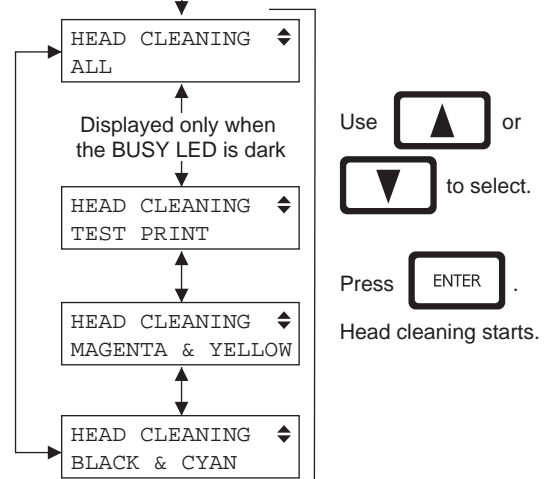 HEAD CLEANING
ALL
Displayed only when
the BUSY LED is dark
HEAD CLEANING
TEST PRINT
HEAD CLEANING
MAGENTA & YELLOW
HEAD CLEANING
BLACK & CYAN
Use or
to select.
Press ENTER .
Head cleaning starts.